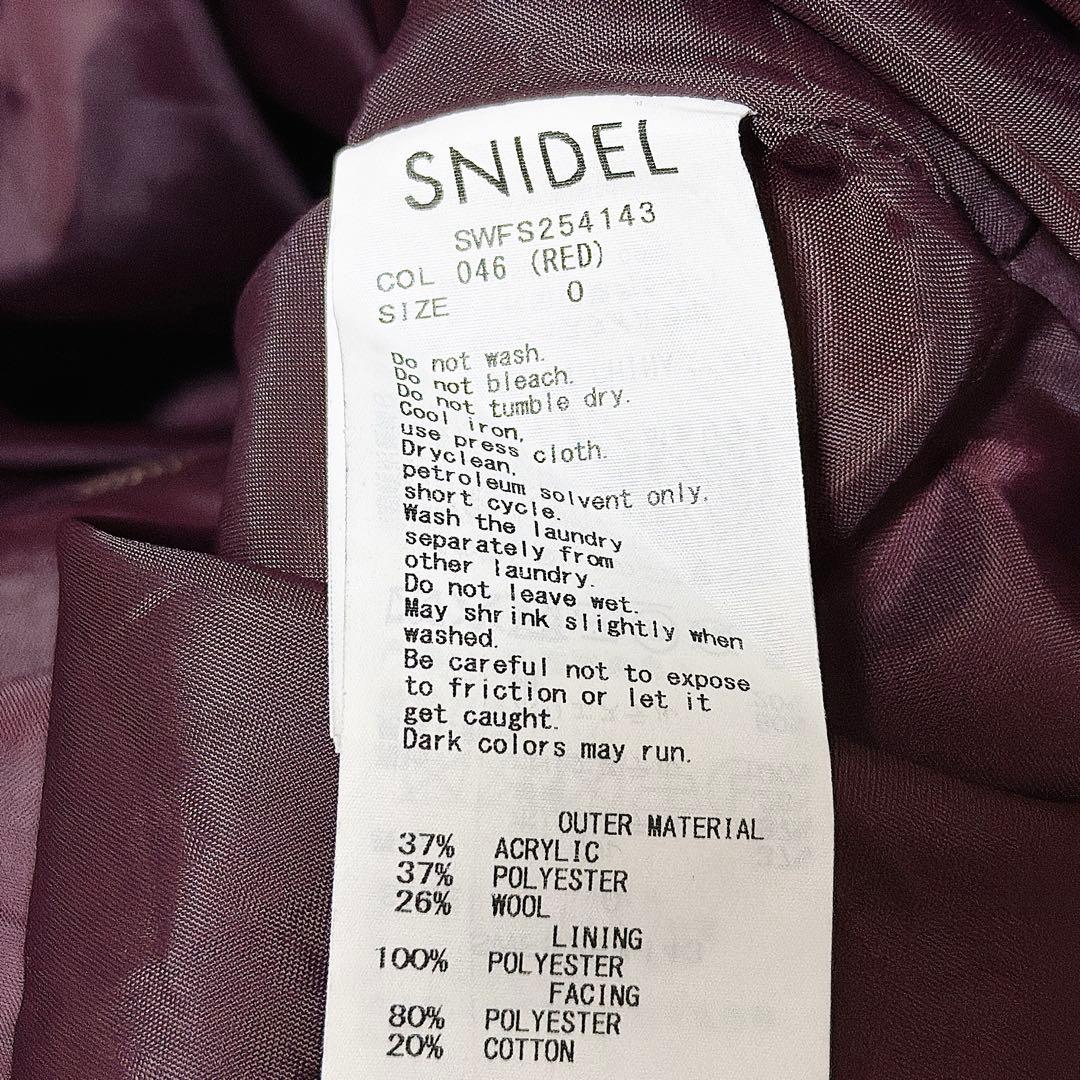 SNIDEL
SWFS254143
COL 046 (RED)
SIZE 0
Do not wash.
Do not bleach.
Do not tumble dry.
Cool iron,
use press cloth.
Dryclean,
petroleum solvent only,
short cycle.
Wash the laundry
separately from
other laundry.
Do not leave wet.
May shrink slightly when
washed.
Be careful not to expose
to friction or let it
get caught.
Dark colors may run.
OUTER MATERIAL
37% ACRYLIC
37% POLYESTER
26% WOOL
LINING
100% POLYESTER
FACING
80% POLYESTER
20% COTTON